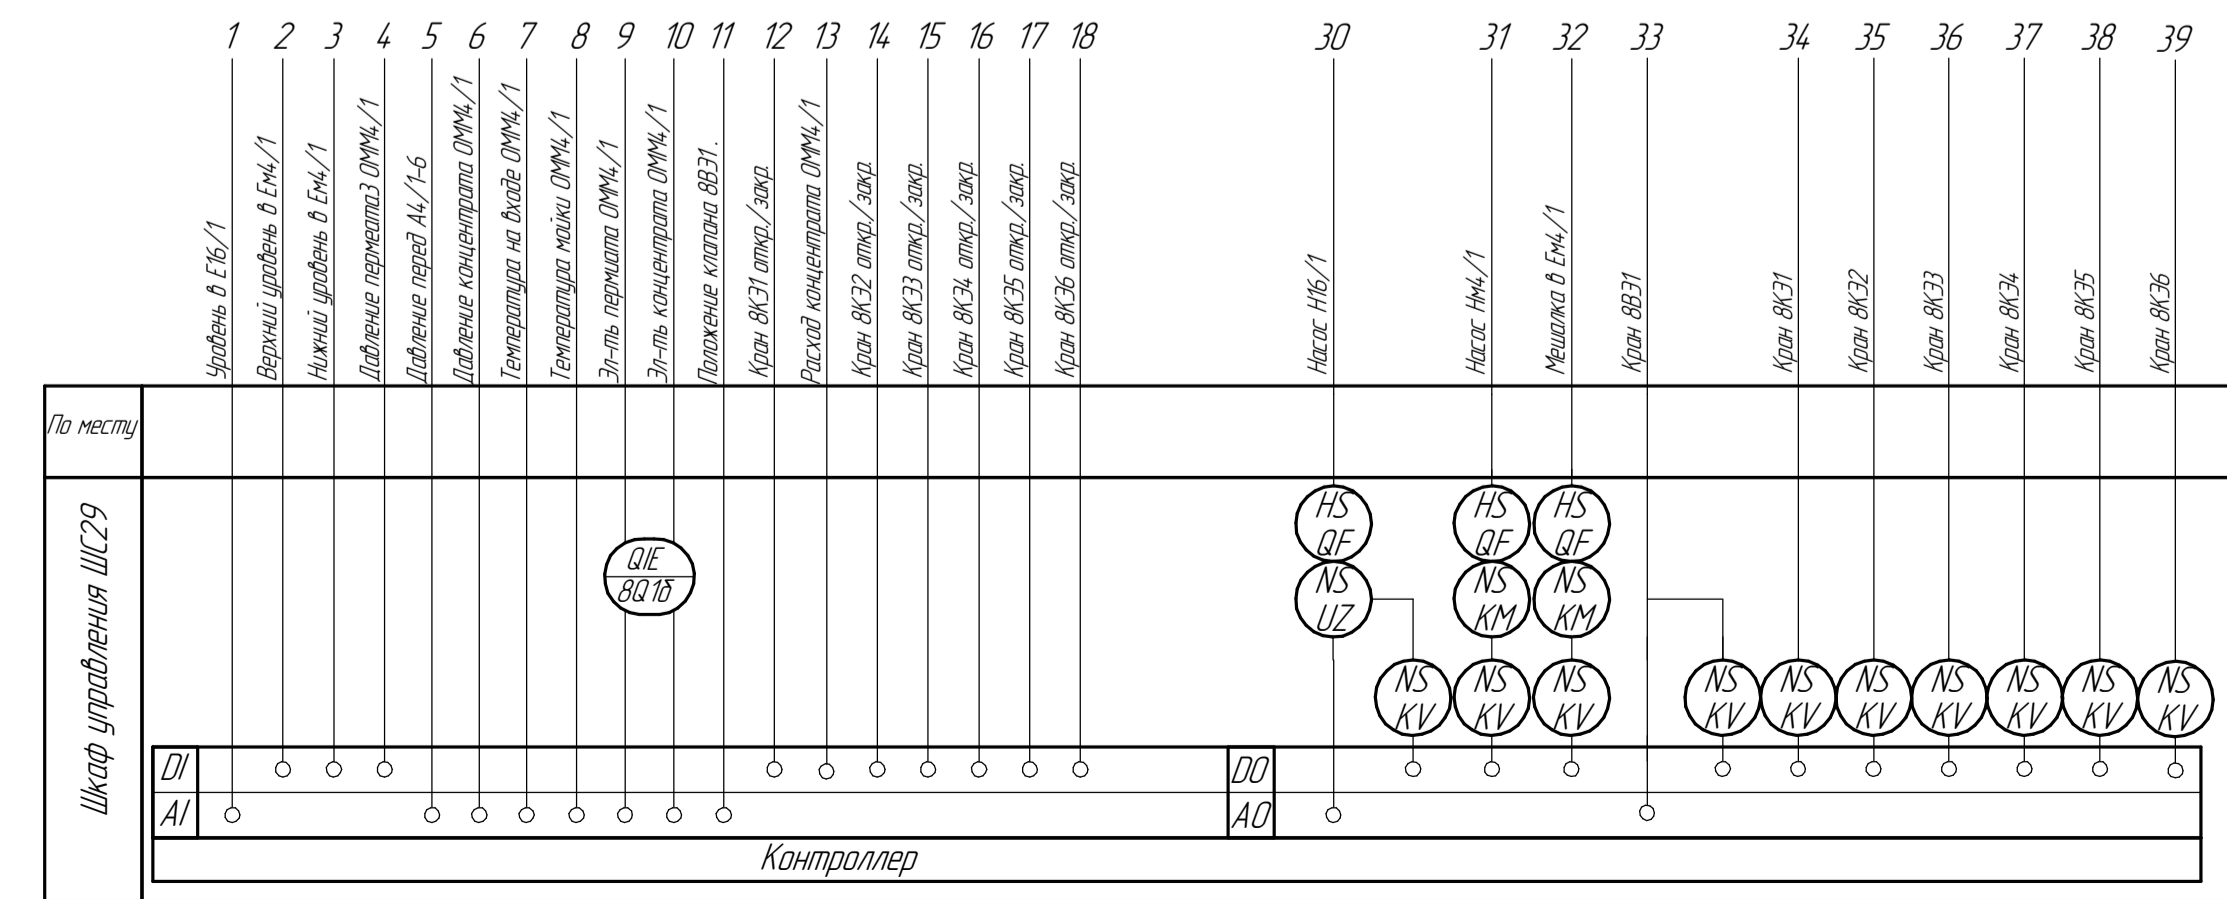 1 2 3 4 5 6 7 8 9 10 11 12 13 14 15 16 17 18 30 31 32 33 34 35 36 37 38 39
Уровень в Е16/1
Верхний уровень в Ем4/1
Нижний уровень в Ем4/1
Давление пермеата3 ОММ4/1
Давление перед А4/1-6
Давление концентрата ОММ4/1
Температура на входе ОММ4/1
Температура мойки ОММ4/1
Эл-ть пермиата ОММ4/1
Эл-ть концентрата ОММ4/1
Положение клапана 8ВЭ1.
Кран 8КЭ1 откр./закр.
Расход концентрата ОММ4/1
Кран 8КЭ2 откр./закр.
Кран 8КЭ3 откр./закр.
Кран 8КЭ4 откр./закр.
Кран 8КЭ5 откр./закр.
Кран 8КЭ6 откр./закр.
Насос Н16/1
Насос Нм4/1
Мешалка в Ем4/1
Кран 8ВЭ1
Кран 8КЭ1
Кран 8КЭ2
Кран 8КЭ3
Кран 8КЭ4
Кран 8КЭ5
Кран 8КЭ6
По месту
Шкаф управления ШС29
HS HS HS
QF QF QF
QIE
8Q1б
NS NS NS
UZ KM KM
NS NS NS NS NS NS NS NS NS NS
KV KV KV KV KV KV KV KV KV KV
DI DO
AI AO
Контроллер